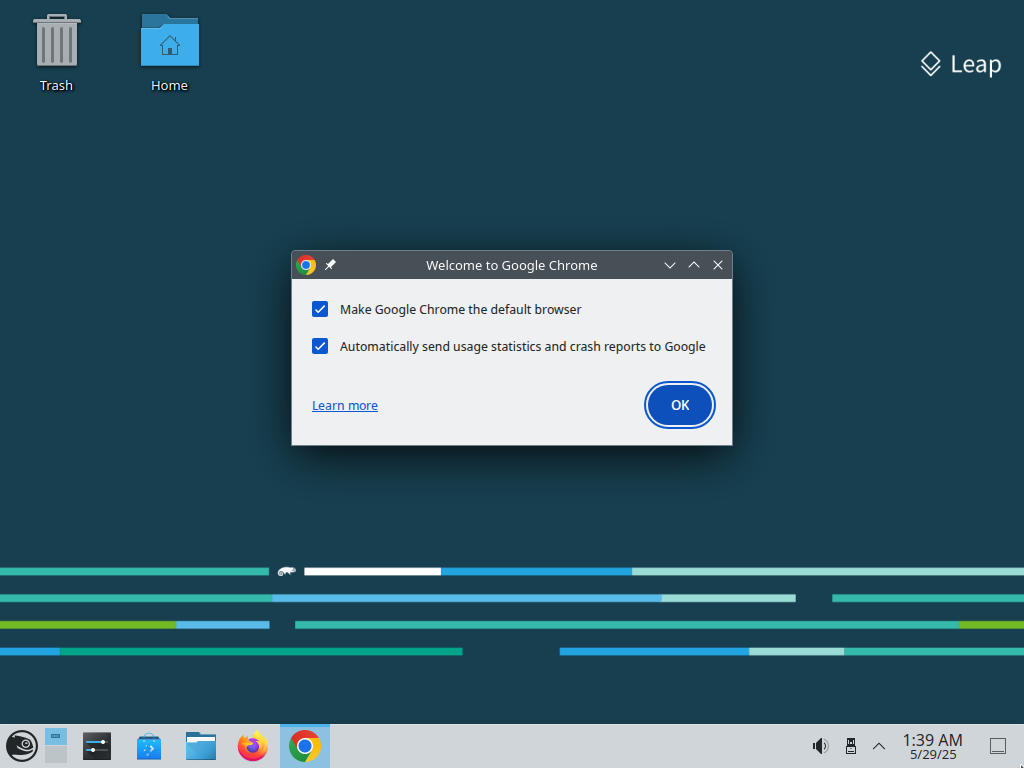 Trash
Home
Leap
Welcome to Google Chrome
Make Google Chrome the default browser
Automatically send usage statistics and crash reports to Google
Learn more
OK
1:39 AM
5/29/25